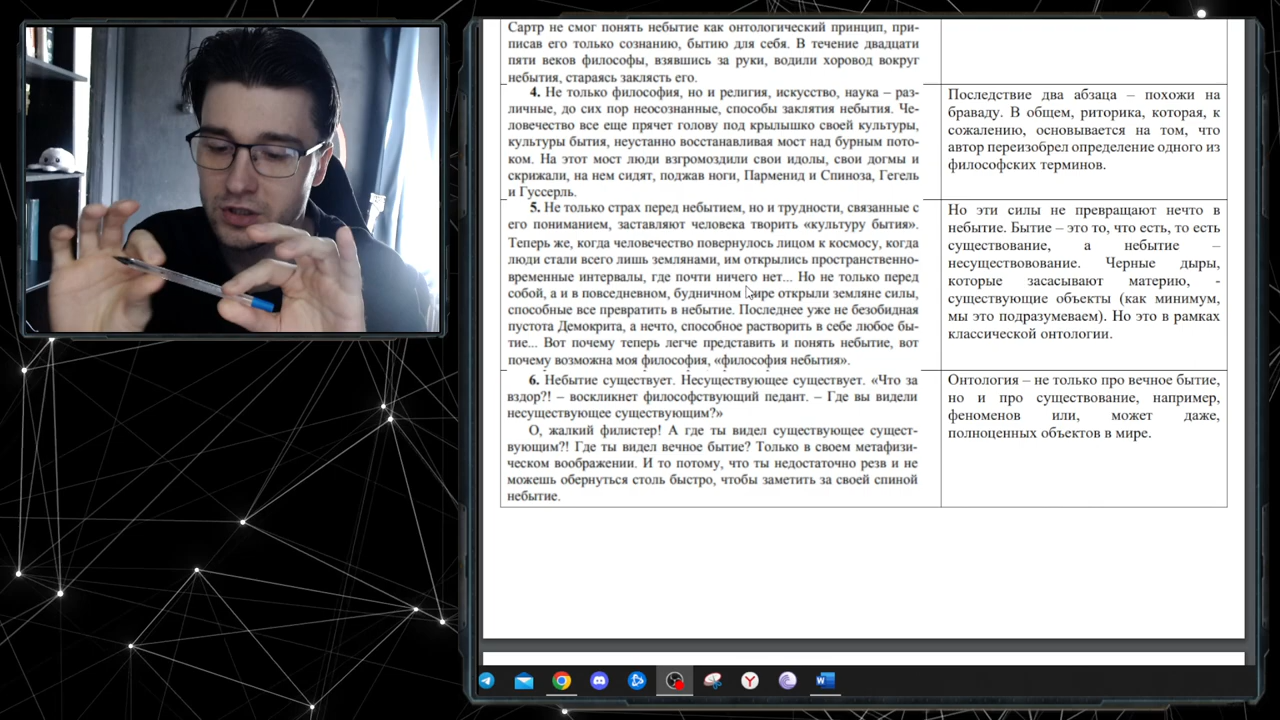 Сартр не смог понять небытие как онтологический принцип, при-
писав его только сознанию, бытию для себя. В течение двадцати
пяти веков философы, взявшись за руки, водили хоровод вокруг
небытия, стараясь заклясть его.
4. Не только философия, но и религия, искусство, наука – раз-
личные, до сих пор неосознанные, способы заклятия небытия. Че-
ловечество все еще прячет голову под крылышко своей культуры,
культуры бытия, неустанно восстанавливая мост над бурным пото-
ком. На этот мост люди взгромоздили свои идолы, свои догмы и
скрижали, на нем сидят, поджав ноги, Парменид и Спиноза, Гегель
и Гуссерль.
Последствие два абзаца – похожи на
браваду. В общем, риторика, которая, к
сожалению, основывается на том, что
автор переизобрел определение одного из
философских терминов.
5. Не только страх перед небытием, но и трудности, связанные с
его пониманием, заставляют человека творить «культуру бытия».
Теперь же, когда человечество повернулось лицом к космосу, когда
люди стали всего лишь землянами, им открылись пространственно-
временные интервалы, где почти ничего нет... Но не только перед
собой, а и в повседневном, будничном мире открыли земляне силы,
способные все превратить в небытие. Последнее уже не безобидная
пустота Демокрита, а нечто, способное растворить в себе любое бы-
тие... Вот почему теперь легче представить и понять небытие, вот
почему возможна моя философия, «философия небытия».
Но эти силы не превращают нечто в
небытие. Бытие – это то, что есть, то есть
существование, а небытие –
несуществовование. Черные дыры,
которые засасывают материю, -
существующие объекты (как минимум,
мы это подразумеваем). Но это в рамках
классической онтологии.
6. Небытие существует. Несуществующее существует. «Что за
вздор?! – воскликнет философствующий педант. – Где вы видели
несуществующее существующим?»
О, жалкий филистер! А где ты видел существующее сущест-
вующим?! Где ты видел вечное бытие? Только в своем метафизи-
ческом воображении. И то потому, что ты недостаточно резв и не
можешь обернуться столь быстро, чтобы заметить за своей спиной
небытие.
Онтология – не только про вечное бытие,
но и про существование, например,
феноменов или, может даже,
полноценных объектов в мире.